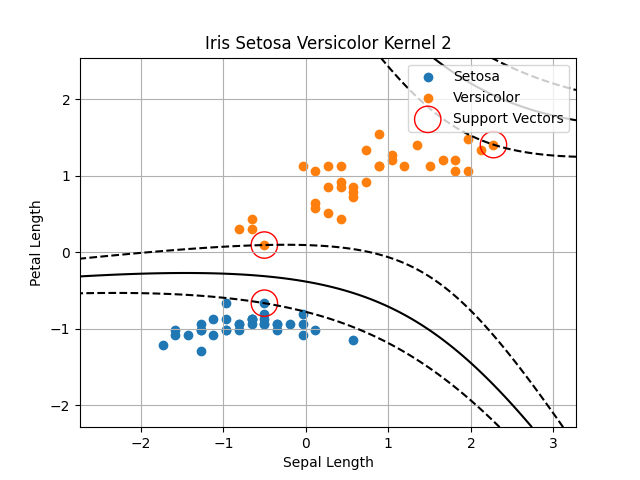 Iris Setosa Versicolor Kernel 2
Setosa
Versicolor
Support Vectors
2
1
0
−1
−2
Petal Length
−2
−1
0
1
2
3
Sepal Length